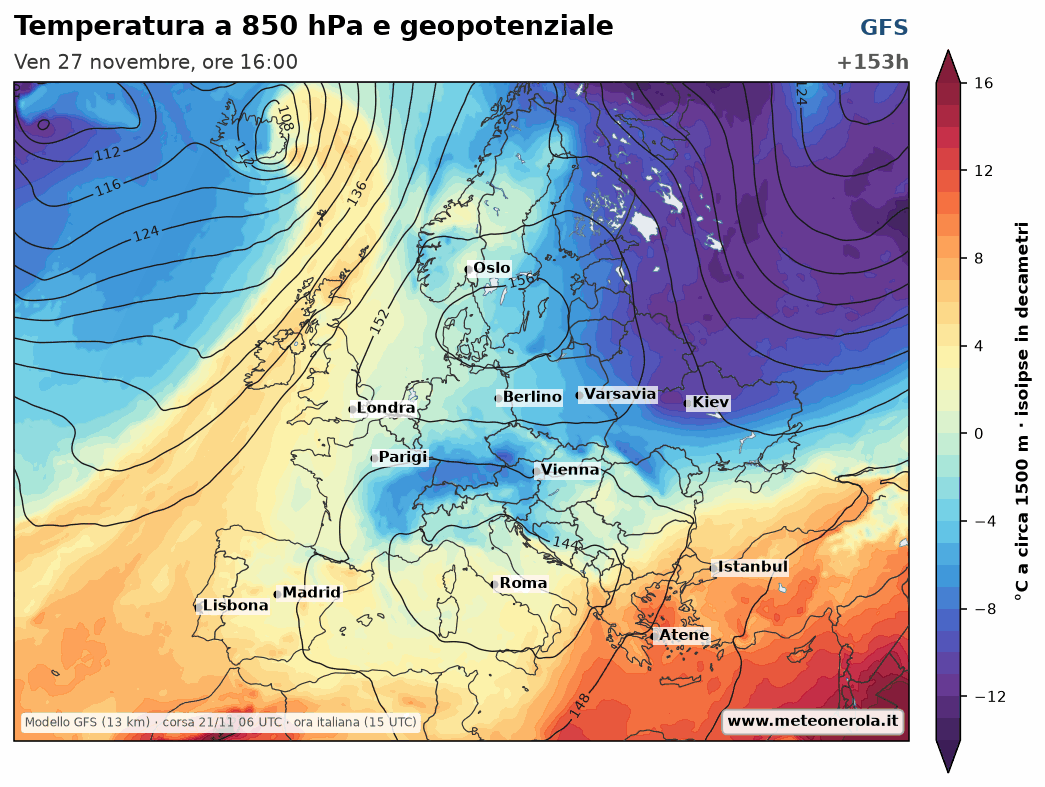 Temperatura a 850 hPa e geopotenziale
GFS
Ven 27 novembre, ore 16:00
+153h
108
112
112
116
124
124
136
152
156
144
148
Oslo
Londra
Berlino
Varsavia
Kiev
Parigi
Vienna
Istanbul
Roma
Madrid
Lisbona
Atene
Modello GFS (13 km) · corsa 21/11 06 UTC · ora italiana (15 UTC)
www.meteonerola.it
16
12
8
4
0
−4
−8
−12
°C a circa 1500 m · isoipse in decametri